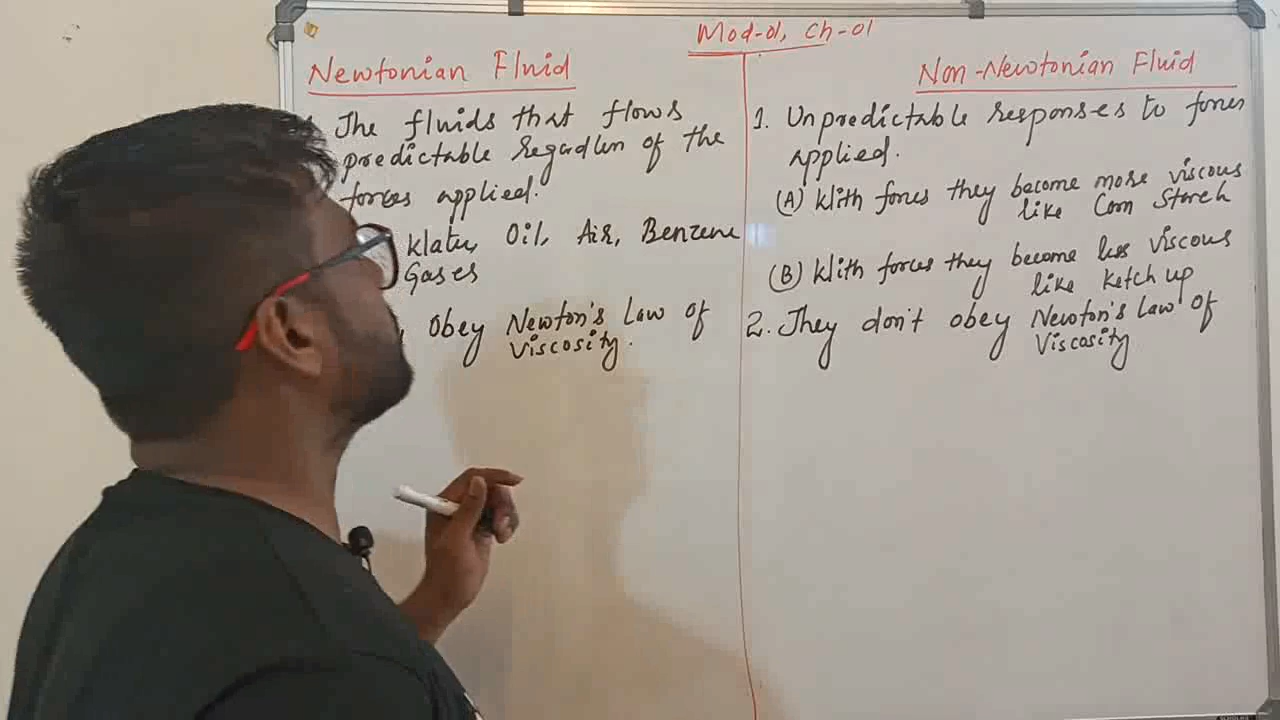 Mod-01, Ch-01
Newtonian Fluid
The fluids that flows
predictable regardless of the
forces applied.
Water, Oil, Air, Benzene
Gases
Obey Newton's Law of
Viscosity.
Non-Newtonian Fluid
1. Unpredictable responses to forces
applied.
(A) With forces they become more viscous
like Corn Starch
(B) With forces they become less viscous
like Ketchup
2. They don't obey Newton's Law of
Viscosity